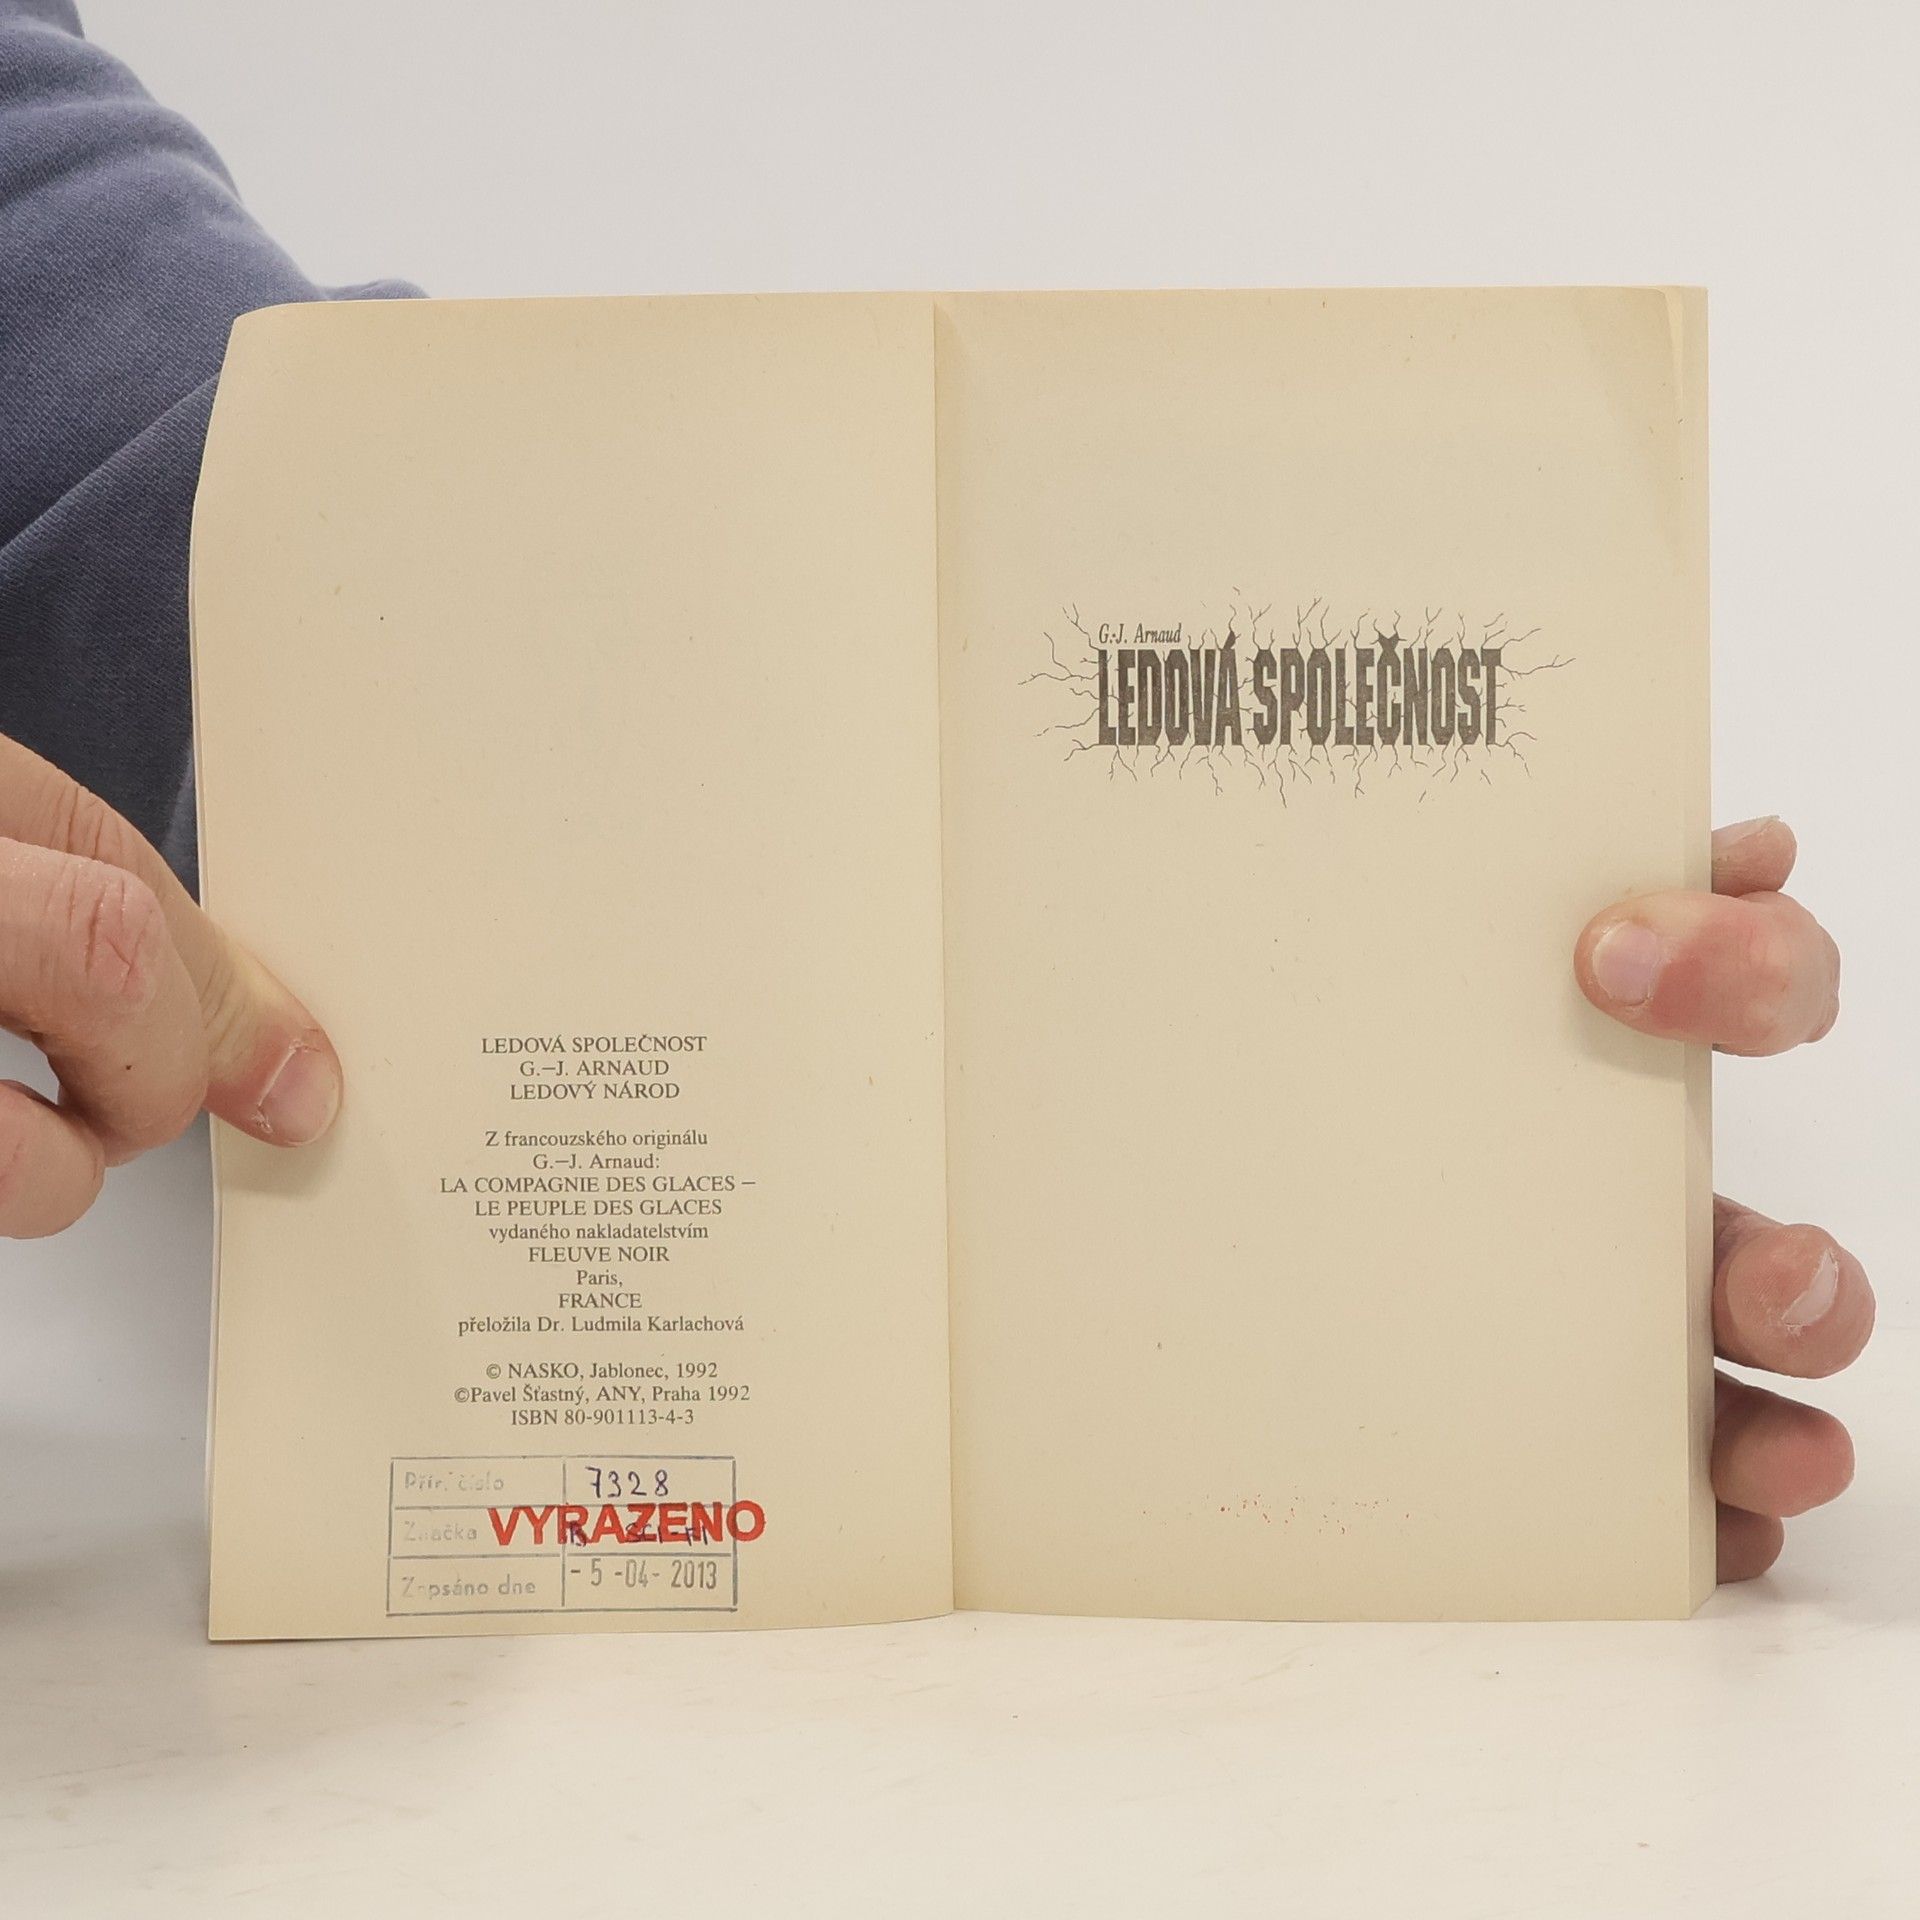 LEDOVÁ SPOLEČNOST
G.–J. ARNAUD
LEDOVÝ NÁROD
Z francouzského originálu
G.–J. Arnaud:
LA COMPAGNIE DES GLACES –
LE PEUPLE DES GLACES
vydaného nakladatelstvím
FLEUVE NOIR
Paris,
FRANCE
přeložila Dr. Ludmila Karlachová
© NASKO, Jablonec, 1992
©Pavel Šťastný, ANY, Praha 1992
ISBN 80-901113-4-3
Přír. číslo 7328
Značka SCI-FI
VYRAZENO
Zapsáno dne - 5 -04- 2013
G.-J. Arnaud
LEDOVÁ SPOLEČNOST